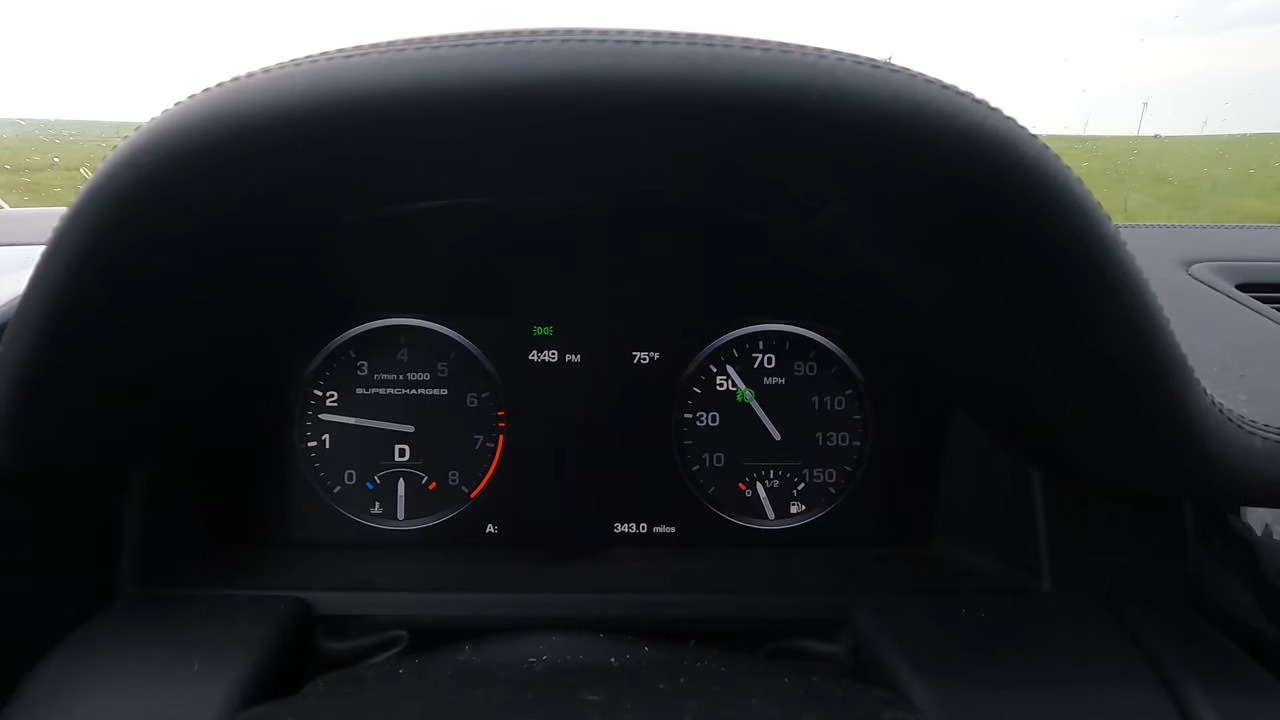 4
3 5
r/min x 1000
SUPERCHARGED
2 6
1 7
D
0 8
4:49 PM
75°F
A:
343.0 miles
70
50 90
MPH
30 110
130
10 150
0 1/2 1